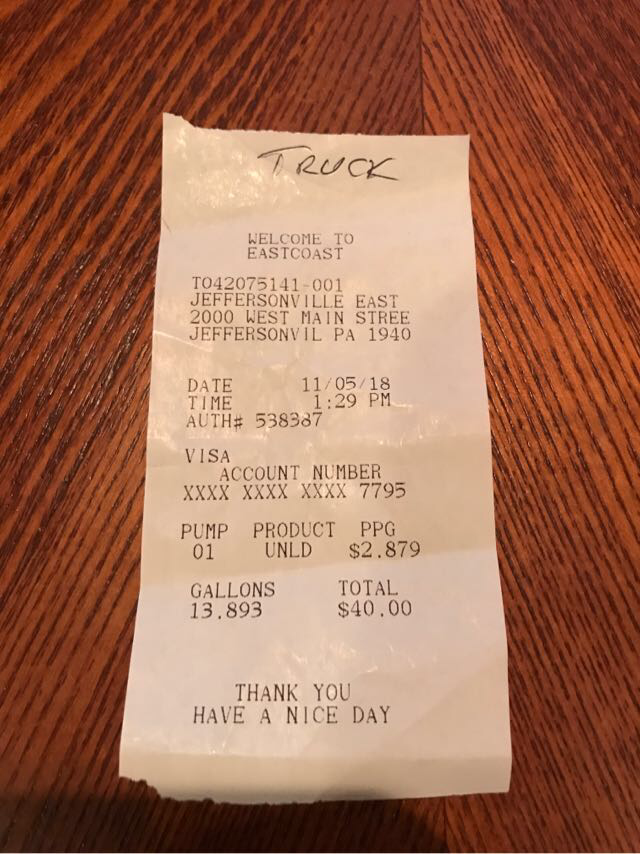 TRUCK
WELCOME TO
EASTCOAST
T042075141-001
JEFFERSONVILLE EAST
2000 WEST MAIN STREE
JEFFERSONVIL PA 1940
DATE 11/05/18
TIME 1:29 PM
AUTH# 538387
VISA
ACCOUNT NUMBER
XXXX XXXX XXXX 7795
PUMP PRODUCT PPG
01 UNLD $2.879
GALLONS TOTAL
13.893 $40.00
THANK YOU
HAVE A NICE DAY